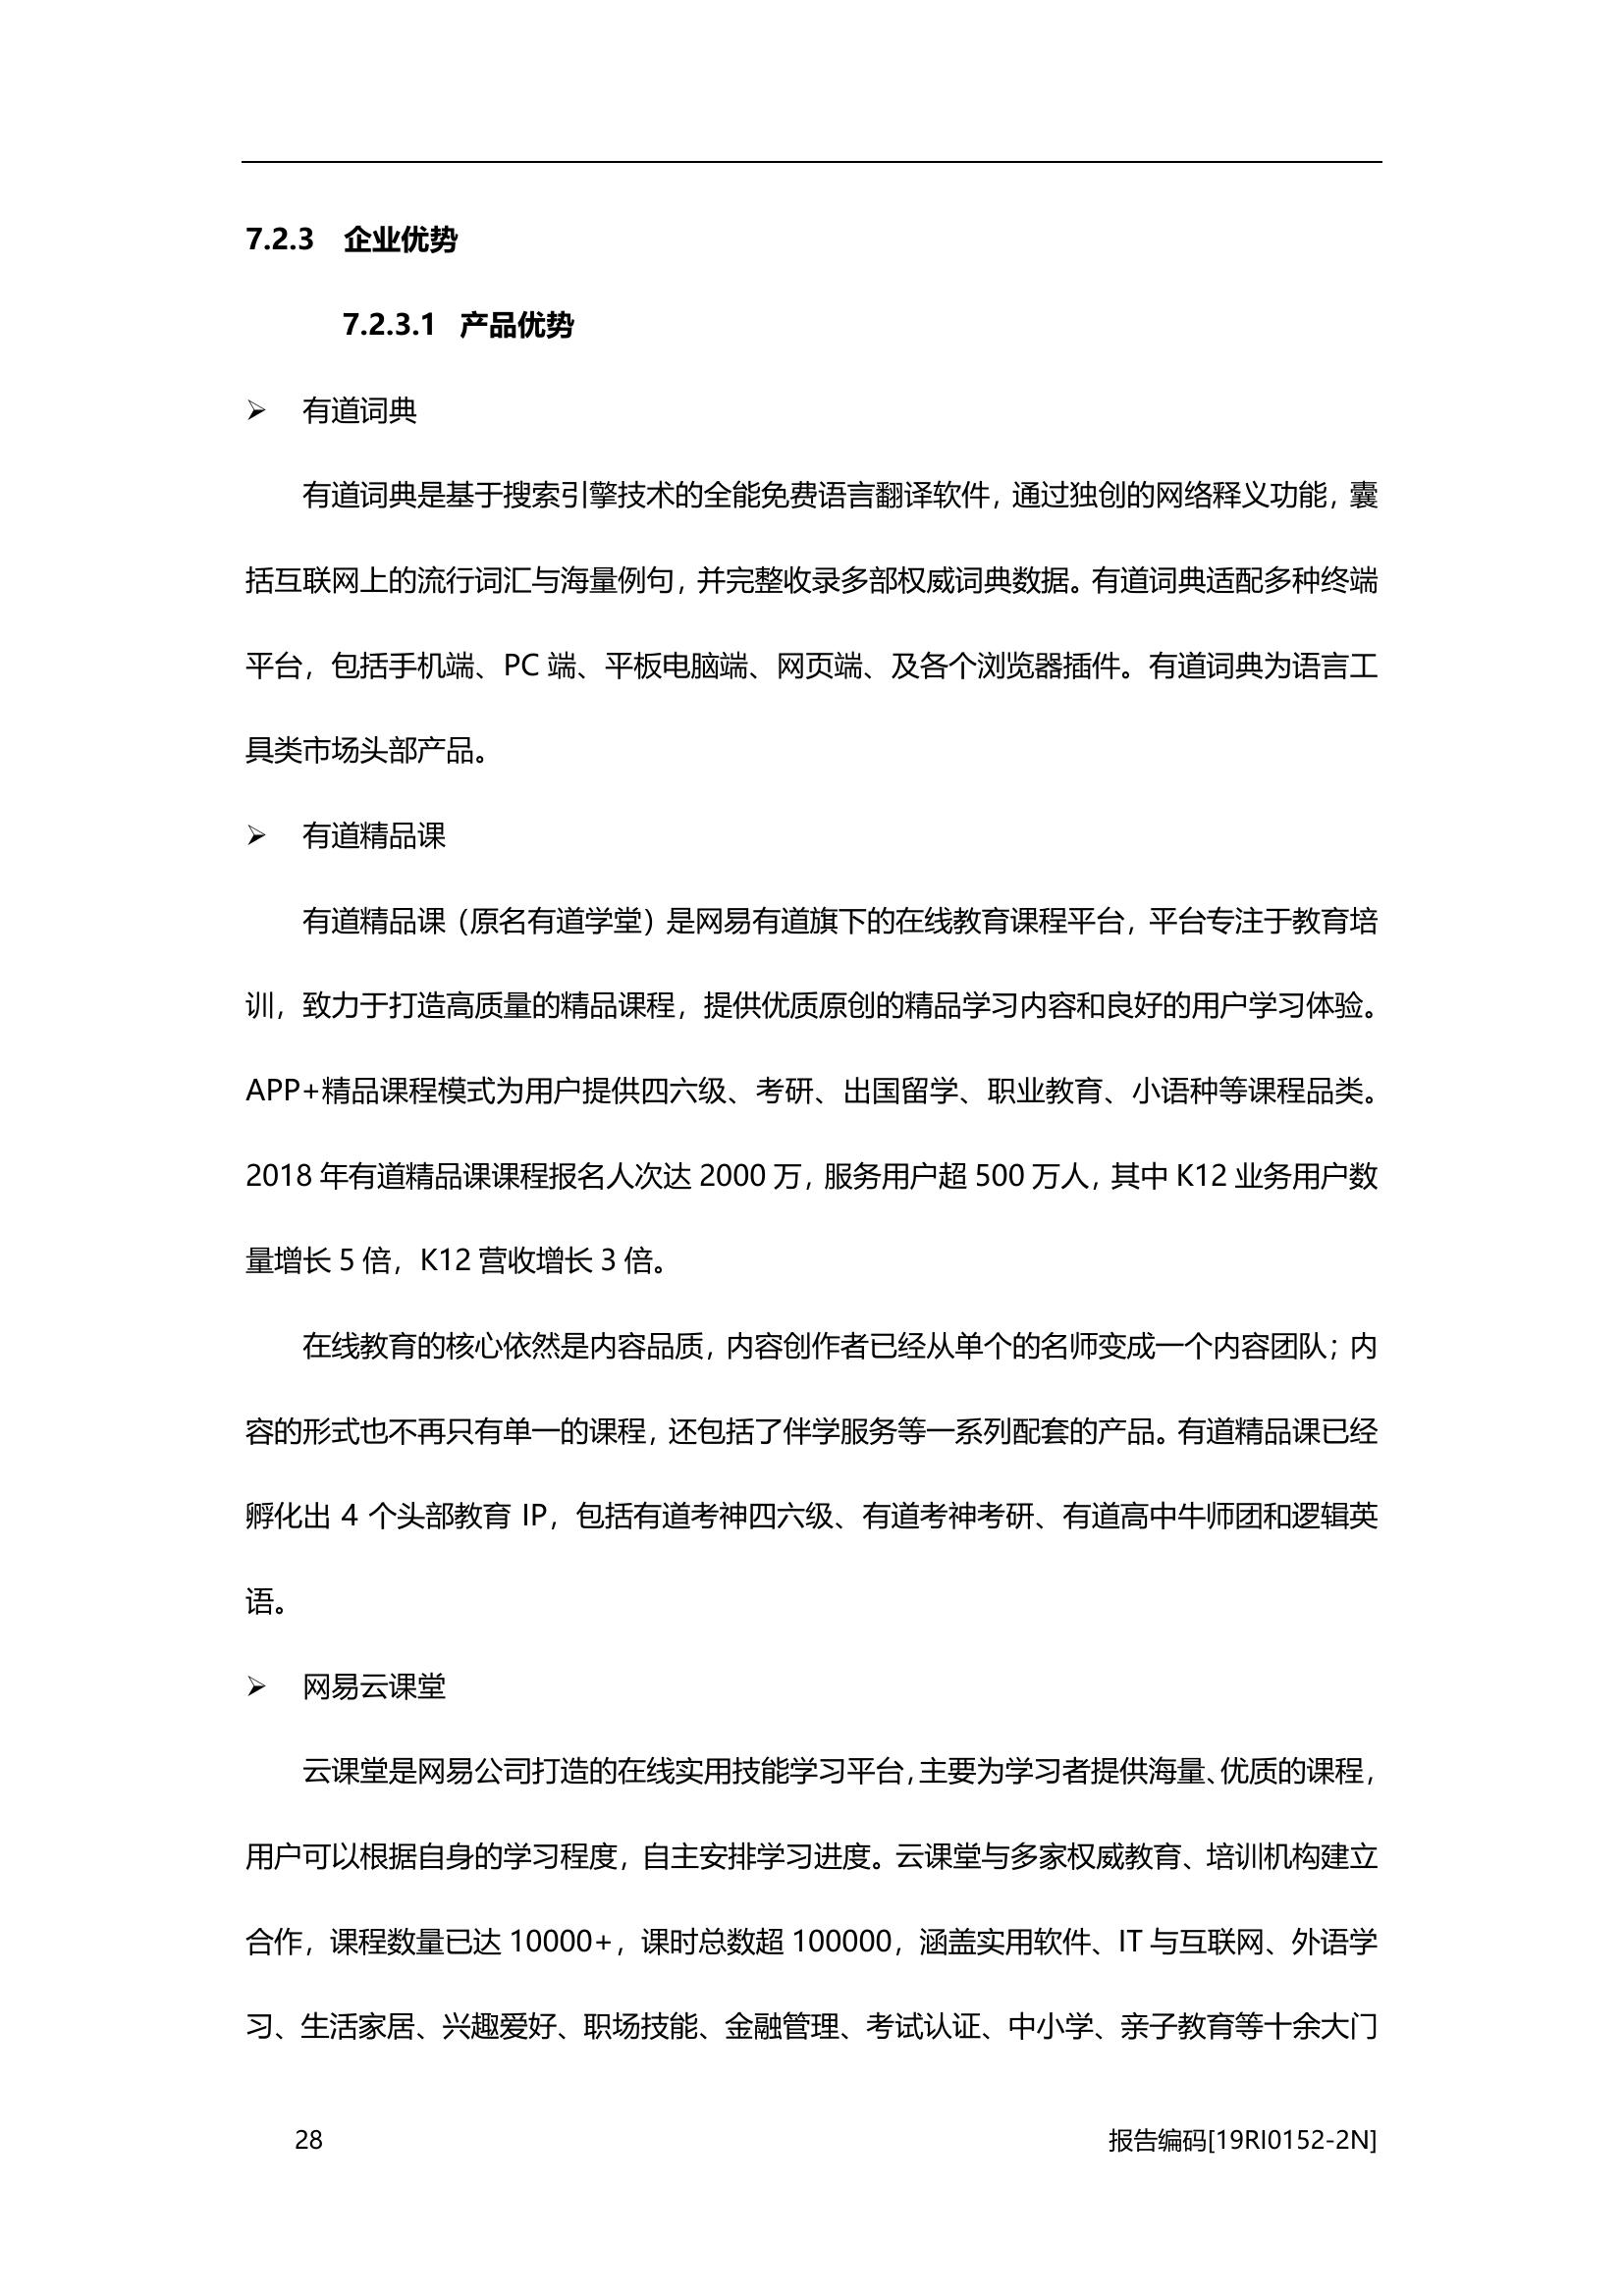 7.2.3 企业优势
7.2.3.1 产品优势
➢ 有道词典
有道词典是基于搜索引擎技术的全能免费语言翻译软件，通过独创的网络释义功能，囊
括互联网上的流行词汇与海量例句，并完整收录多部权威词典数据。有道词典适配多种终端
平台，包括手机端、PC 端、平板电脑端、网页端、及各个浏览器插件。有道词典为语言工
具类市场头部产品。
➢ 有道精品课
有道精品课（原名有道学堂）是网易有道旗下的在线教育课程平台，平台专注于教育培
训，致力于打造高质量的精品课程，提供优质原创的精品学习内容和良好的用户学习体验。
APP+精品课程模式为用户提供四六级、考研、出国留学、职业教育、小语种等课程品类。
2018 年有道精品课课程报名人次达 2000 万，服务用户超 500 万人，其中 K12 业务用户数
量增长 5 倍，K12 营收增长 3 倍。
在线教育的核心依然是内容品质，内容创作者已经从单个的名师变成一个内容团队；内
容的形式也不再只有单一的课程，还包括了伴学服务等一系列配套的产品。有道精品课已经
孵化出 4 个头部教育 IP，包括有道考神四六级、有道考神考研、有道高中牛师团和逻辑英
语。
➢ 网易云课堂
云课堂是网易公司打造的在线实用技能学习平台，主要为学习者提供海量、优质的课程，
用户可以根据自身的学习程度，自主安排学习进度。云课堂与多家权威教育、培训机构建立
合作，课程数量已达 10000+，课时总数超 100000，涵盖实用软件、IT 与互联网、外语学
习、生活家居、兴趣爱好、职场技能、金融管理、考试认证、中小学、亲子教育等十余大门
28 报告编码[19RI0152-2N]